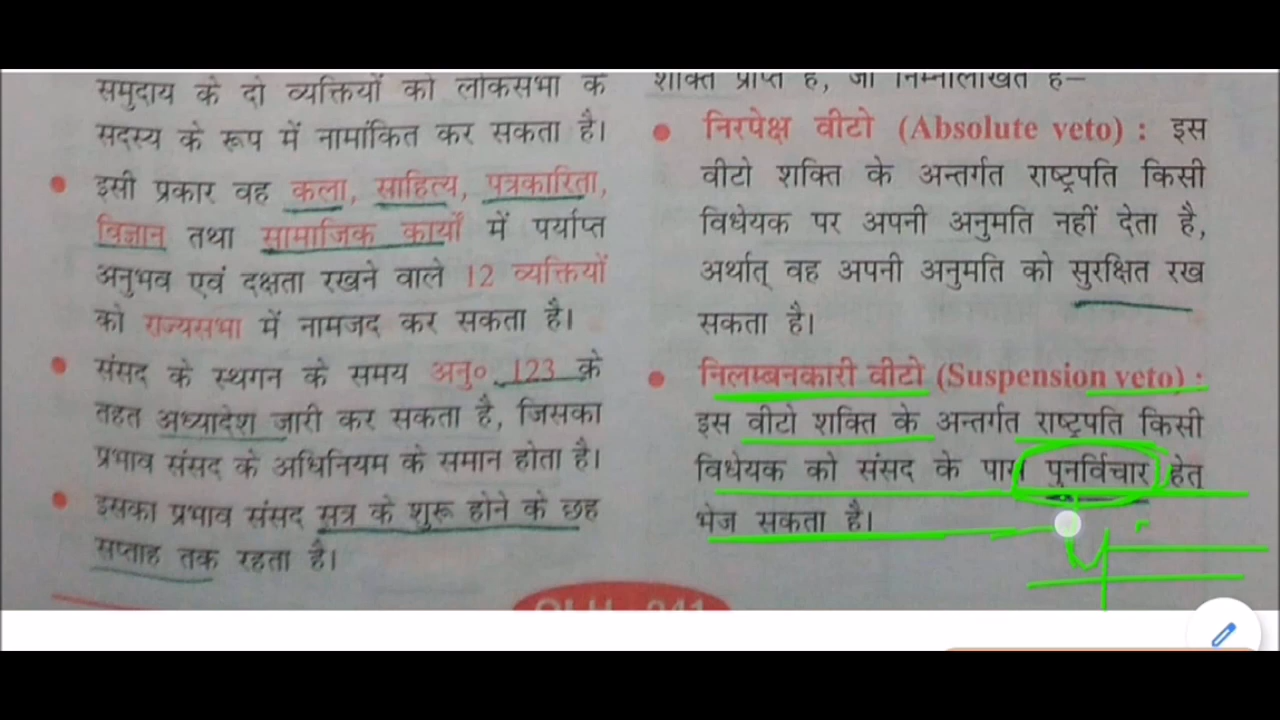 समुदाय के दो व्यक्तियों को लोकसभा के
सदस्य के रूप में नामांकित कर सकता है।
इसी प्रकार वह कला, साहित्य, पत्रकारिता,
विज्ञान तथा सामाजिक कार्यों में पर्याप्त
अनुभव एवं दक्षता रखने वाले 12 व्यक्तियों
को राज्यसभा में नामजद कर सकता है।
संसद के स्थगन के समय अनु० 123 के
तहत अध्यादेश जारी कर सकता है, जिसका
प्रभाव संसद के अधिनियम के समान होता है।
इसका प्रभाव संसद सत्र के शुरू होने के छह
सप्ताह तक रहता है।
शक्ति प्राप्त है, जो निम्नलिखित है–
निरपेक्ष वीटो (Absolute veto) : इस
वीटो शक्ति के अन्तर्गत राष्ट्रपति किसी
विधेयक पर अपनी अनुमति नहीं देता है,
अर्थात् वह अपनी अनुमति को सुरक्षित रख
सकता है।
निलम्बनकारी वीटो (Suspension veto) :
इस वीटो शक्ति के अन्तर्गत राष्ट्रपति किसी
विधेयक को संसद के पास पुनर्विचार हेतु
भेज सकता है।